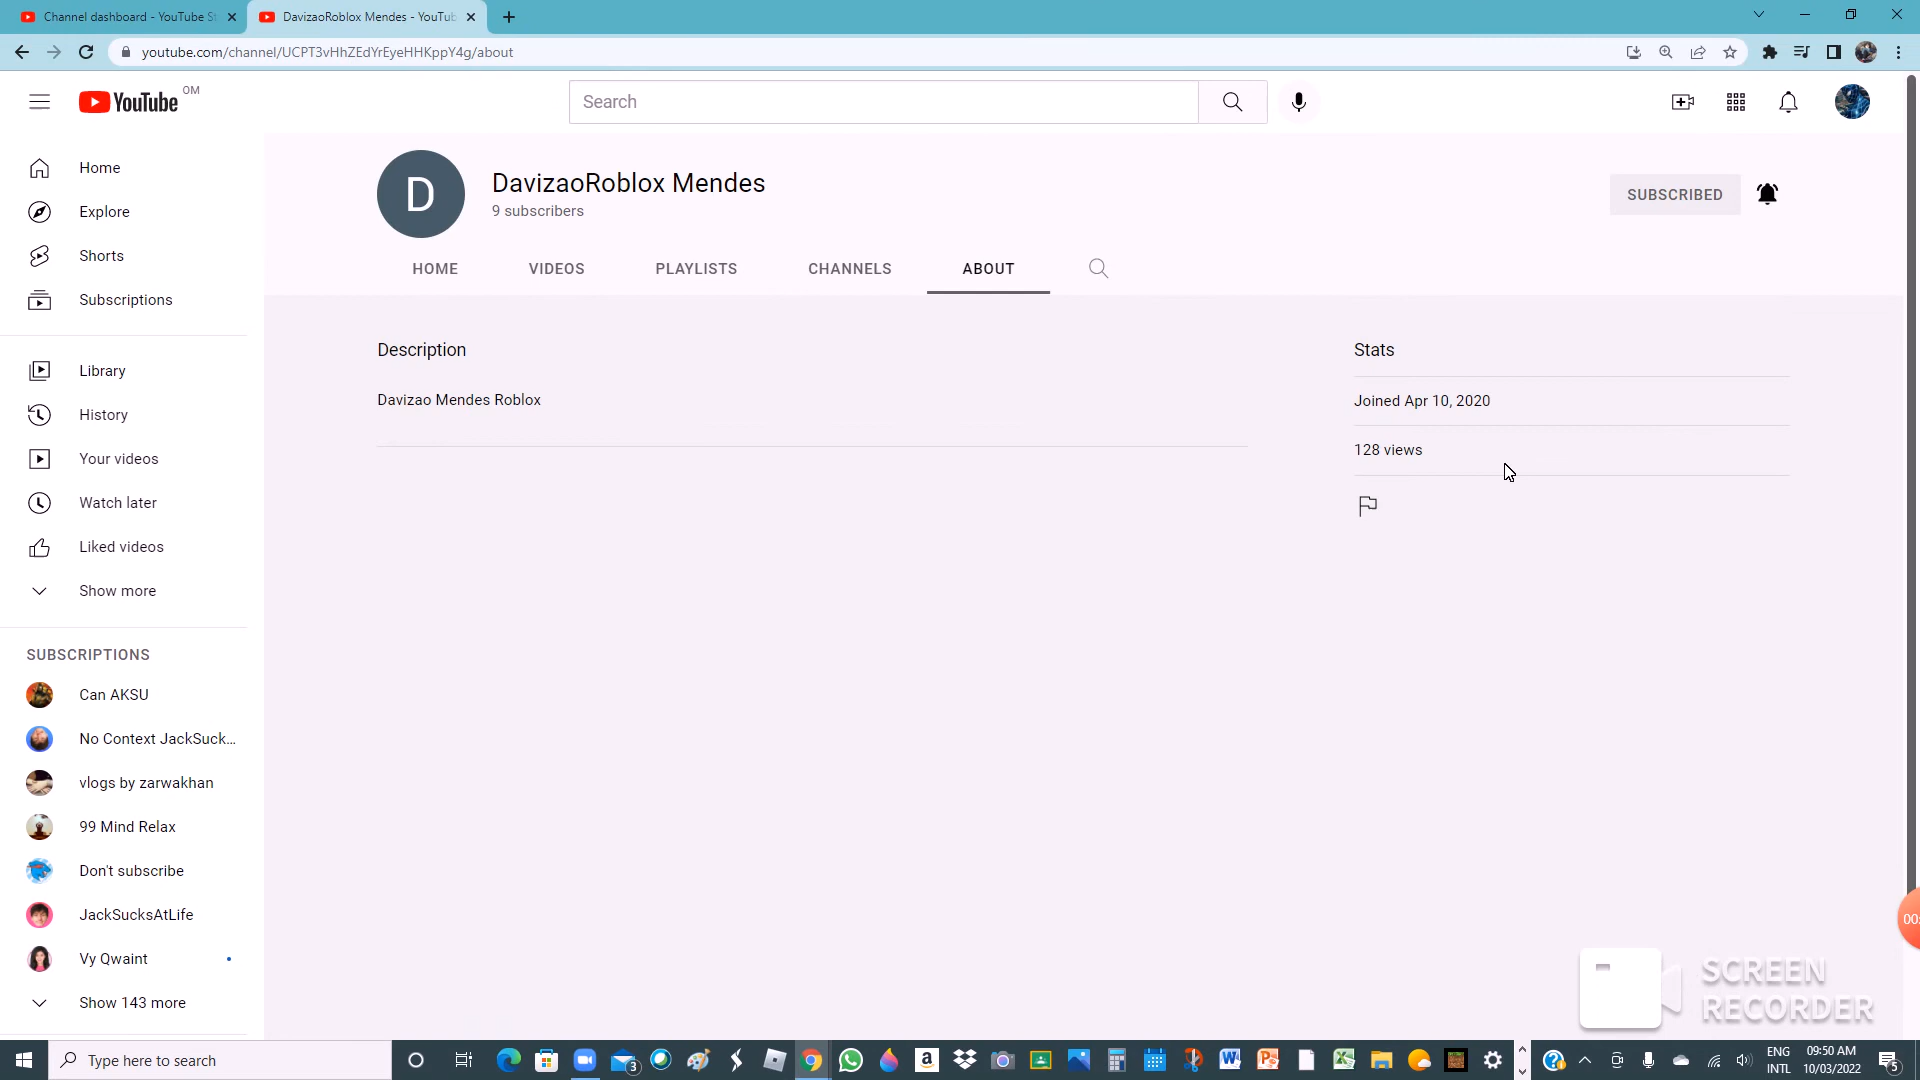 Channel dashboard - YouTube St
DavizaoRoblox Mendes - YouTub
youtube.com/channel/UCPT3vHhZEdYrEyeHHKppY4g/about
YouTube OM
Search
Home
Explore
Shorts
Subscriptions
Library
History
Your videos
Watch later
Liked videos
Show more
SUBSCRIPTIONS
Can AKSU
No Context JackSuck...
vlogs by zarwakhan
99 Mind Relax
Don't subscribe
JackSucksAtLife
Vy Qwaint
Show 143 more
D
DavizaoRoblox Mendes
9 subscribers
SUBSCRIBED
HOME
VIDEOS
PLAYLISTS
CHANNELS
ABOUT
Description
Davizao Mendes Roblox
Stats
Joined Apr 10, 2020
128 views
00:
SCREEN
RECORDER
Type here to search
3
ENG
INTL
09:50 AM
10/03/2022
5